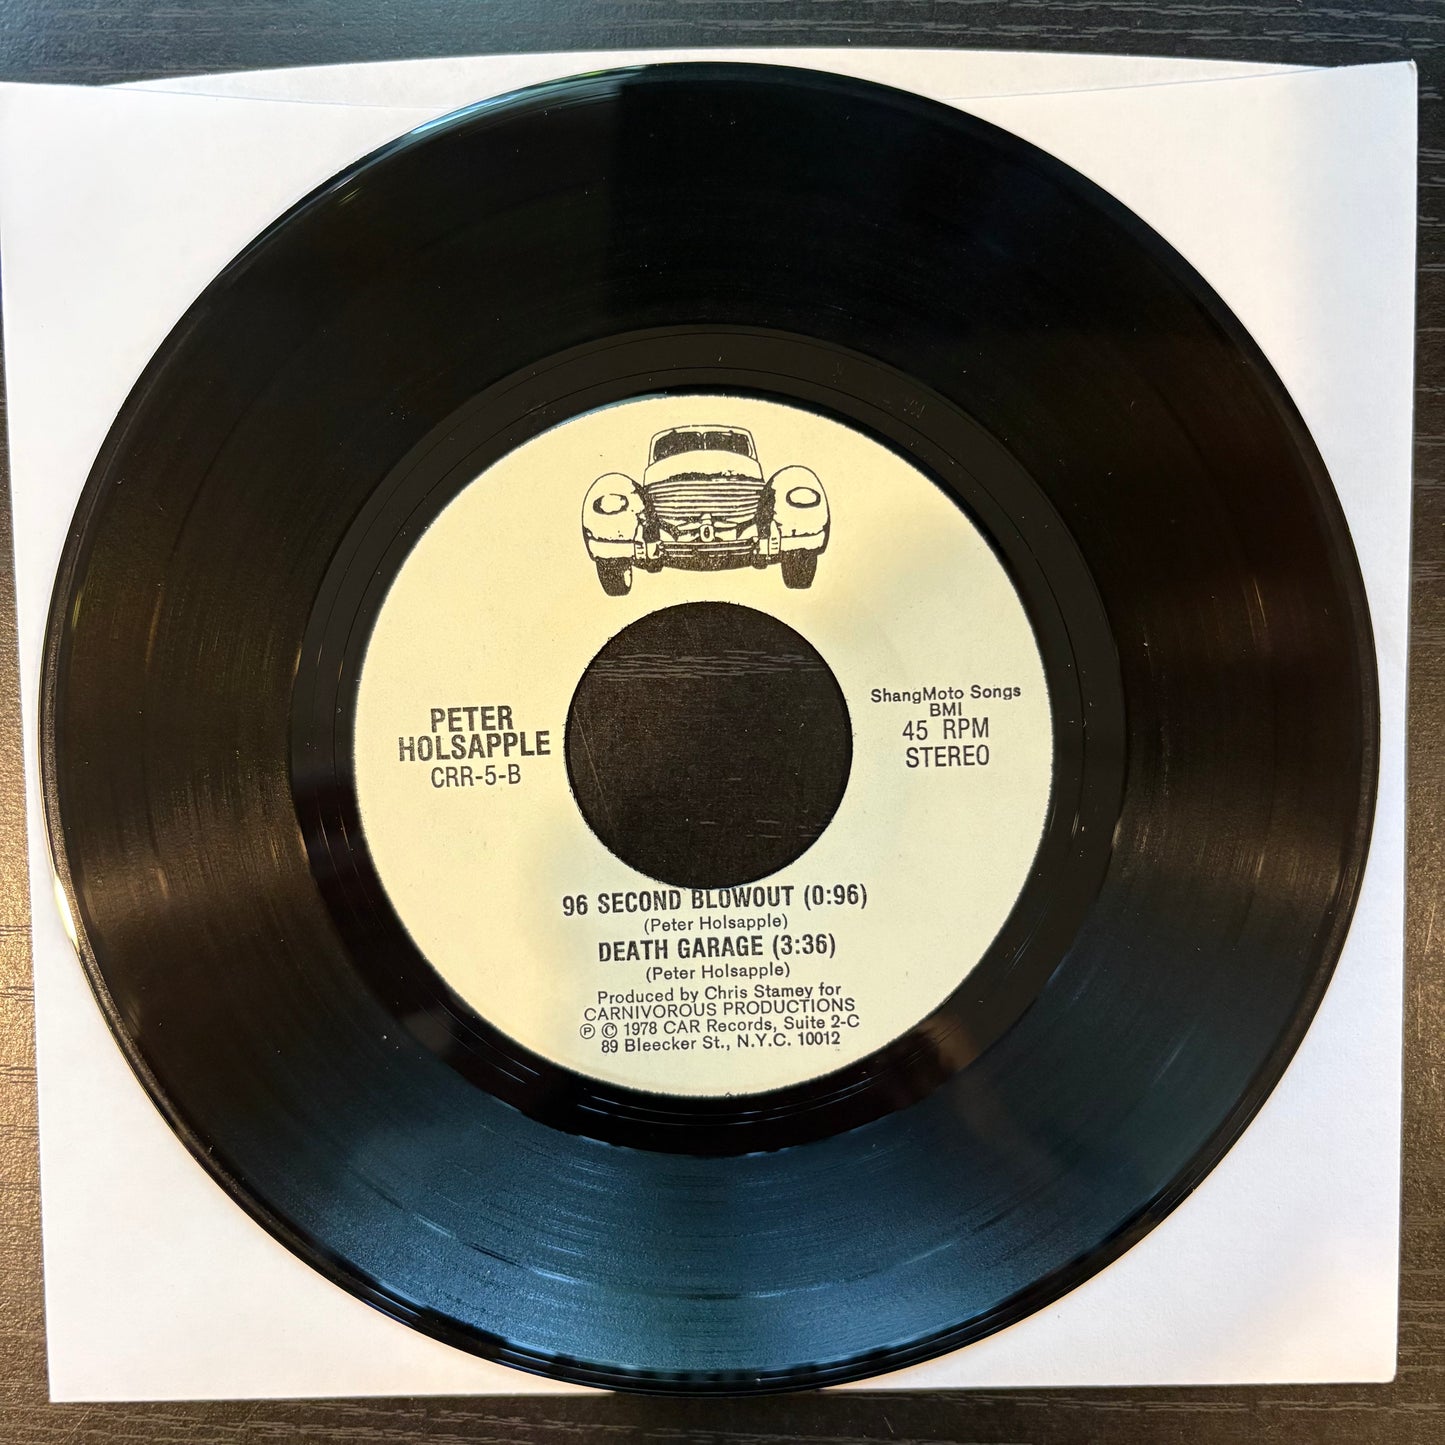 PETER
HOLSAPPLE
CRR-5-B
ShangMoto Songs
BMI
45 RPM
STEREO
96 SECOND BLOWOUT (0:96)
(Peter Holsapple)
DEATH GARAGE (3:36)
(Peter Holsapple)
Produced by Chris Stamey for
CARNIVOROUS PRODUCTIONS
Ⓟ © 1978 CAR Records, Suite 2-C
89 Bleecker St., N.Y.C. 10012